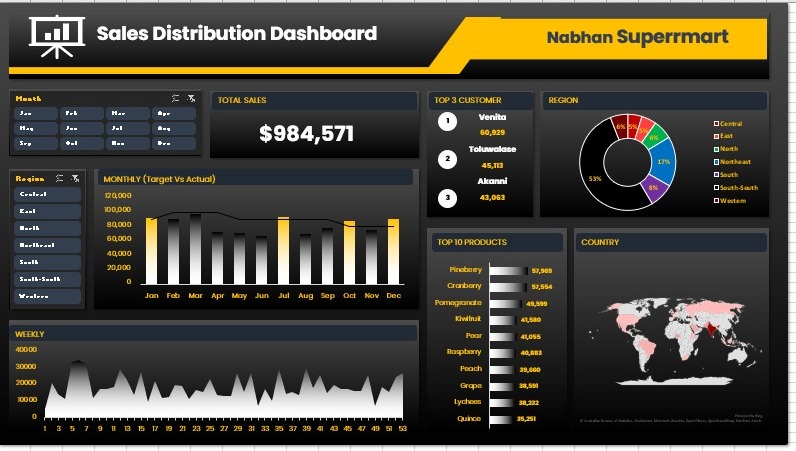 Sales Distribution Dashboard
Nabhan Superrmart
Month
Jan Feb Mar Apr
May Jun Jul Aug
Sep Oct Nov Dec
TOTAL SALES
$984,571
TOP 3 CUSTOMER
1 Venita
60,929
2 Toluwalase
45,113
Akanni
3 43,063
REGION
6% 5% 5% 6% 17% 8% 53%
Central
East
North
Northeast
South
South-South
Western
Region
Central
East
North
Northeast
South
South-South
Western
MONTHLY (Target Vs Actual)
120,000
100,000
80,000
60,000
40,000
20,000
0
Jan Feb Mar Apr May Jun Jul Aug Sep Oct Nov Dec
TOP 10 PRODUCTS
Pineberry 57,969
Cranberry 57,554
Pomegranate 49,599
Kiwifruit 41,580
Pear 41,055
Raspberry 40,883
Peach 39,660
Grape 38,591
Lychees 38,232
Quince 35,251
COUNTRY
WEEKLY
40000
30000
20000
10000
0
1 3 5 7 9 11 13 15 17 19 21 23 25 27 29 31 33 35 37 39 41 43 45 47 49 51 53
Powered by Bing